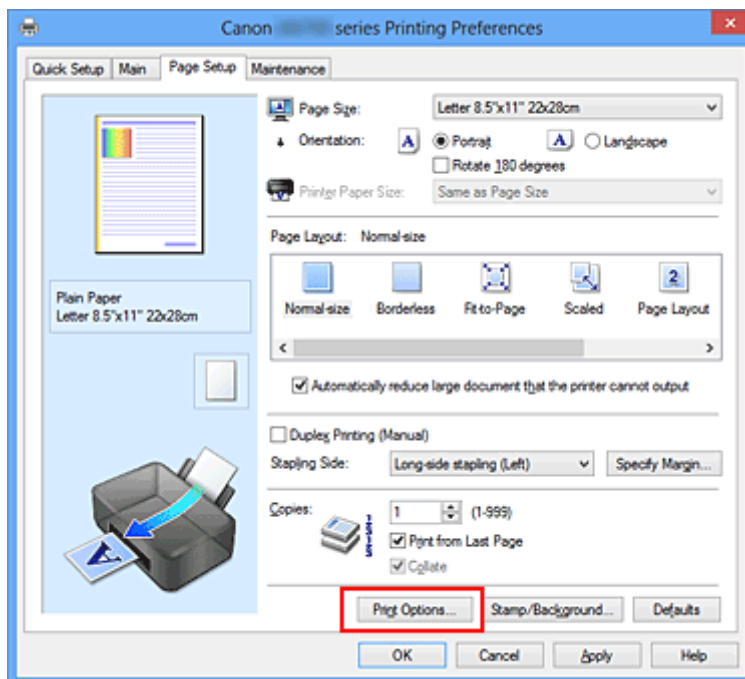 Canon series Printing Preferences
Quick Setup Main Page Setup Maintenance
Page Size: Letter 8.5"x11" 22x28cm
Orientation: A Portrait A Landscape
Rotate 180 degrees
Printer Paper Size: Same as Page Size
Page Layout: Normal-size
2
Normal-size Borderless Fit-to-Page Scaled Page Layout
Plain Paper
Letter 8.5"x11" 22x28cm
Automatically reduce large document that the printer cannot output
Duplex Printing (Manual)
Stapling Side: Long-side stapling (Left) Specify Margin...
Copies: 1 (1-999)
Print from Last Page
Collate
A
Print Options... Stamp/Background... Defaults
OK Cancel Apply Help